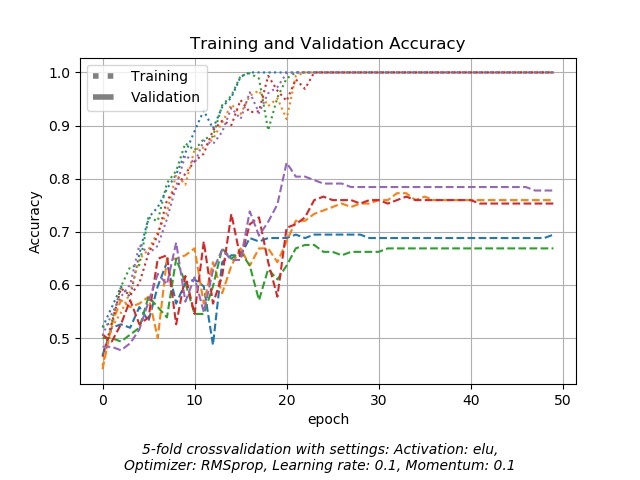 Training and Validation Accuracy
Training
Validation
1.0
0.9
0.8
0.7
0.6
0.5
Accuracy
0
10
20
30
40
50
epoch
5-fold crossvalidation with settings: Activation: elu,
Optimizer: RMSprop, Learning rate: 0.1, Momentum: 0.1